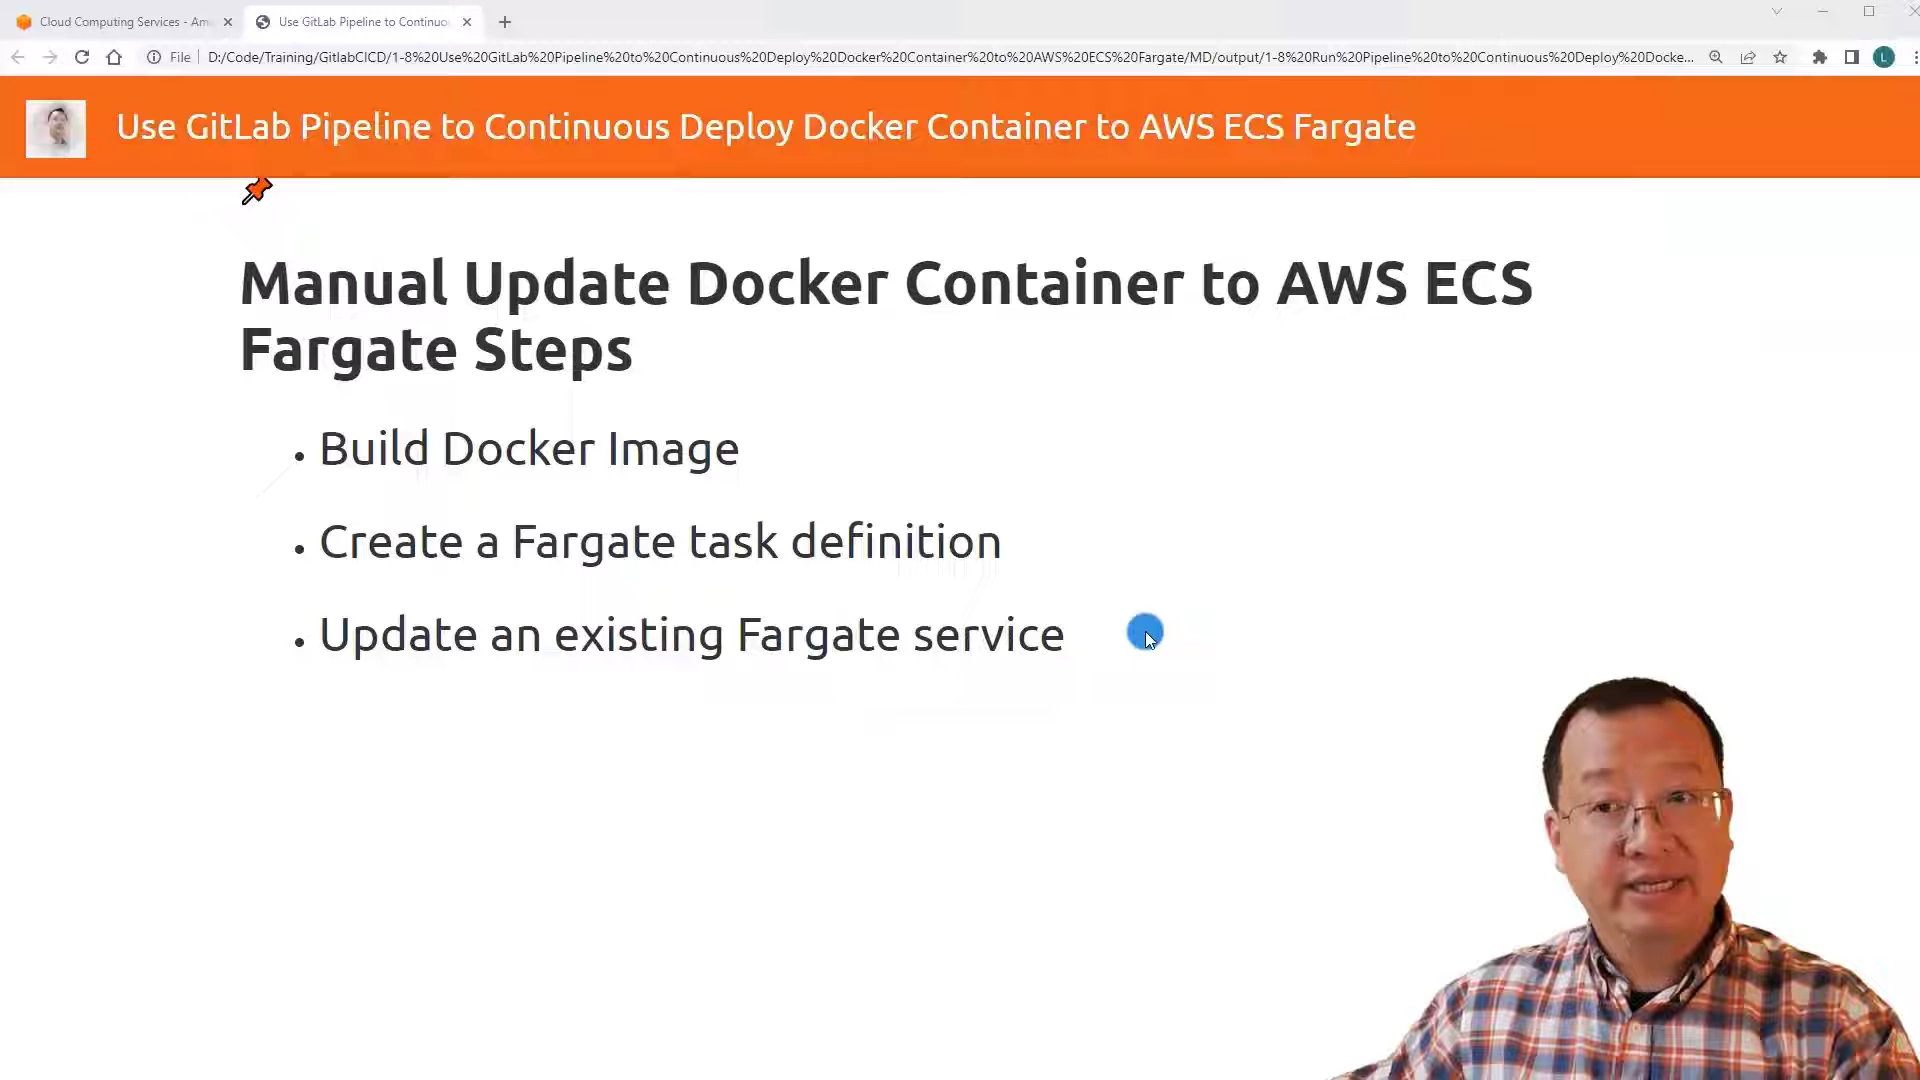 Cloud Computing Services - Am
Use GitLab Pipeline to Continuo
File
D:/Code/Training/GitlabCICD/1-8%20Use%20GitLab%20Pipeline%20to%20Continuous%20Deploy%20Docker%20Container%20to%20AWS%20ECS%20Fargate/MD/output/1-8%20Run%20Pipeline%20to%20Continuous%20Deploy%20Docke...
L
Use GitLab Pipeline to Continuous Deploy Docker Container to AWS ECS Fargate
Manual Update Docker Container to AWS ECS
Fargate Steps
• Build Docker Image
• Create a Fargate task definition
• Update an existing Fargate service